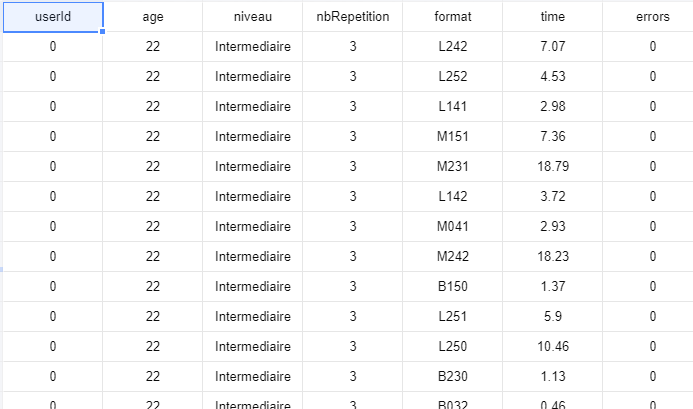 userId age niveau nbRepetition format time errors
0 22 Intermediaire 3 L242 7.07 0
0 22 Intermediaire 3 L252 4.53 0
0 22 Intermediaire 3 L141 2.98 0
0 22 Intermediaire 3 M151 7.36 0
0 22 Intermediaire 3 M231 18.79 0
0 22 Intermediaire 3 L142 3.72 0
0 22 Intermediaire 3 M041 2.93 0
0 22 Intermediaire 3 M242 18.23 0
0 22 Intermediaire 3 B150 1.37 0
0 22 Intermediaire 3 L251 5.9 0
0 22 Intermediaire 3 L250 10.46 0
0 22 Intermediaire 3 B230 1.13 0
0 22 Intermediaire 3 B032 0.46 0